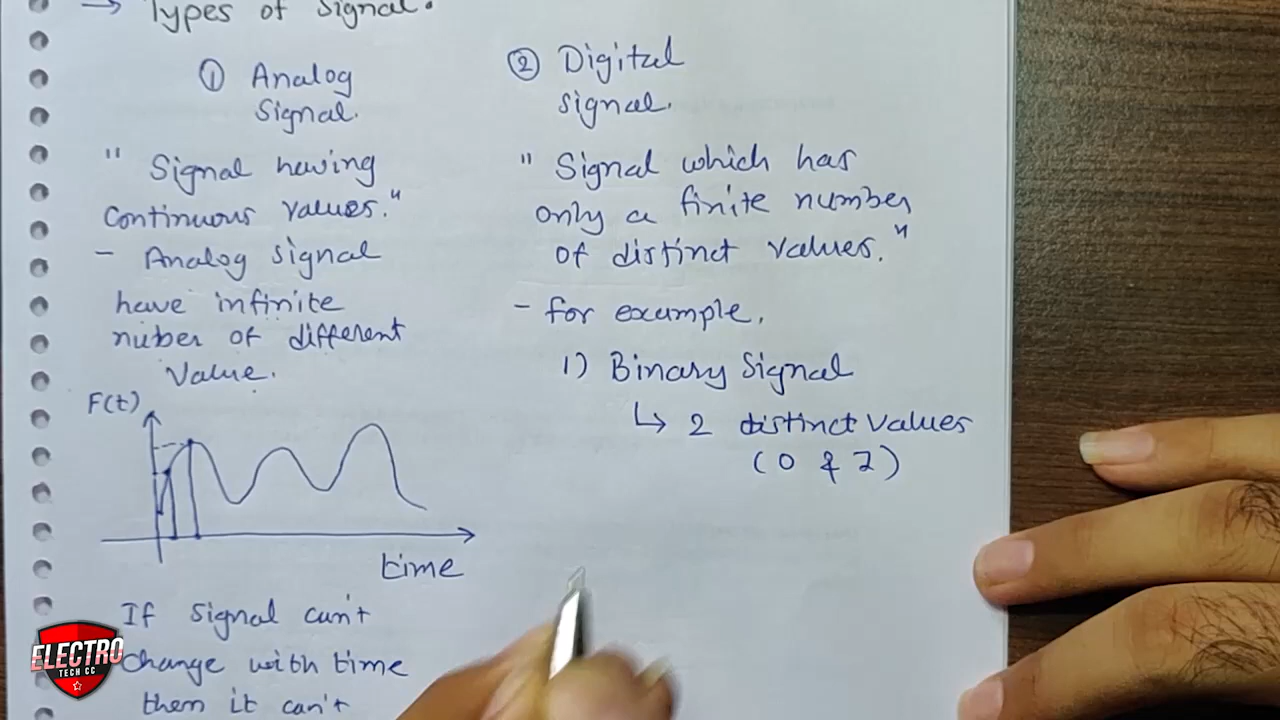 → Types of Signal.
① Analog
Signal.
" Signal having
Continuous values."
- Analog Signal
have infinite
nuber of different
Value.
F(t)
time
If Signal can't
Change with time
then it can't
② Digital
signal.
" Signal which has
only a finite number
of distinct values."
- for example,
1) Binary Signal
↳ 2 distinct values
(0 & 1)
ELECTRO
TECH CC